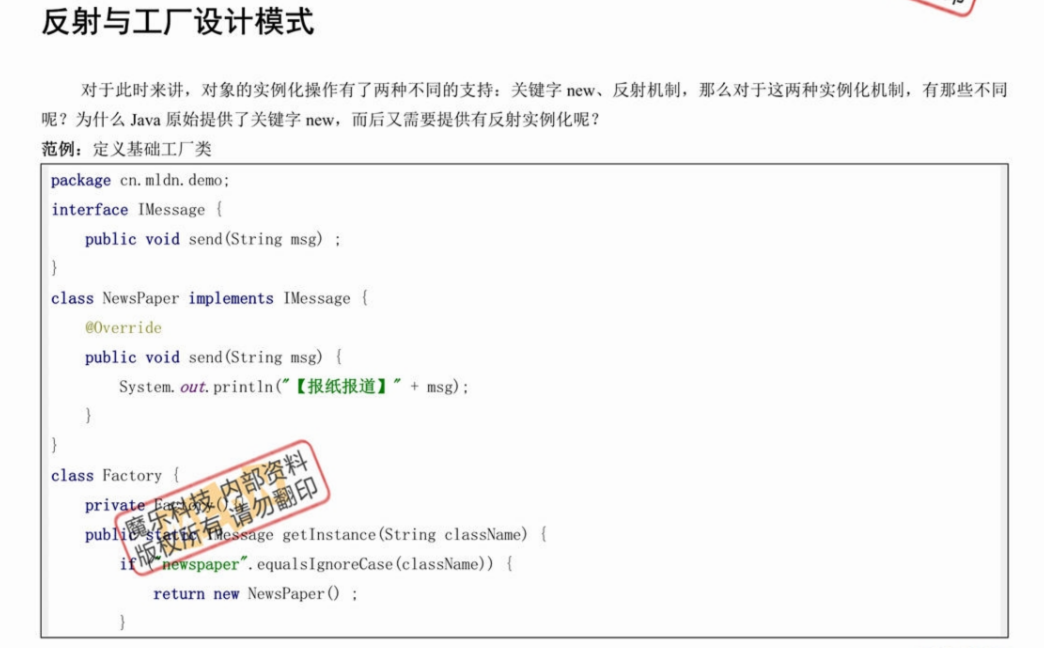 反射与工厂设计模式
对于此时来讲，对象的实例化操作有了两种不同的支持：关键字 new、反射机制，那么对于这两种实例化机制，有那些不同
呢？为什么 Java 原始提供了关键字 new，而后又需要提供有反射实例化呢？
范例：定义基础工厂类
package cn.mldn.demo;
interface IMessage {
public void send(String msg) ;
}
class NewsPaper implements IMessage {
@Override
public void send(String msg) {
System.out.println("【报纸报道】" + msg);
}
}
class Factory {
private Factory() {}
public static IMessage getInstance(String className) {
if ("newspaper".equalsIgnoreCase(className)) {
return new NewsPaper() ;
}
魔乐科技 内部资料
版权所有 请勿翻印